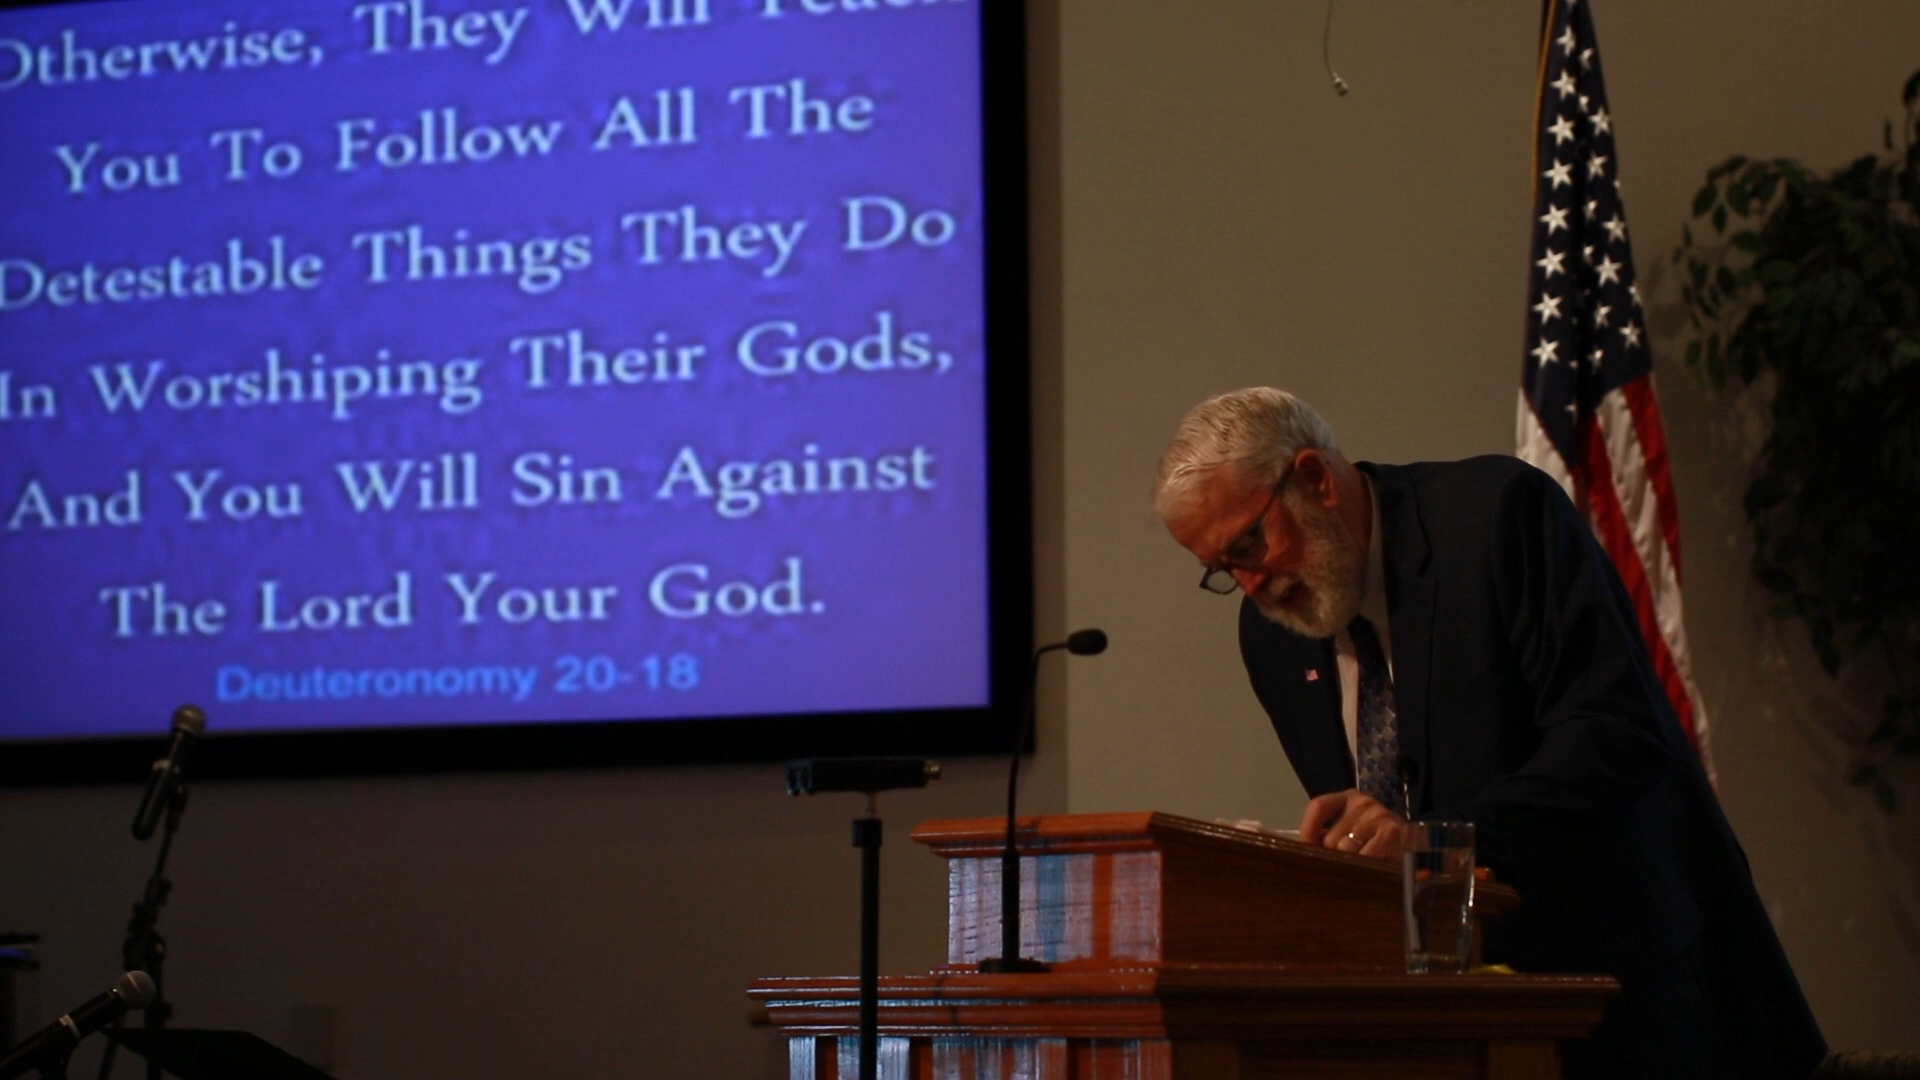 Otherwise, They Will Teach
You To Follow All The
Detestable Things They Do
In Worshiping Their Gods,
And You Will Sin Against
The Lord Your God.
Deuteronomy 20-18